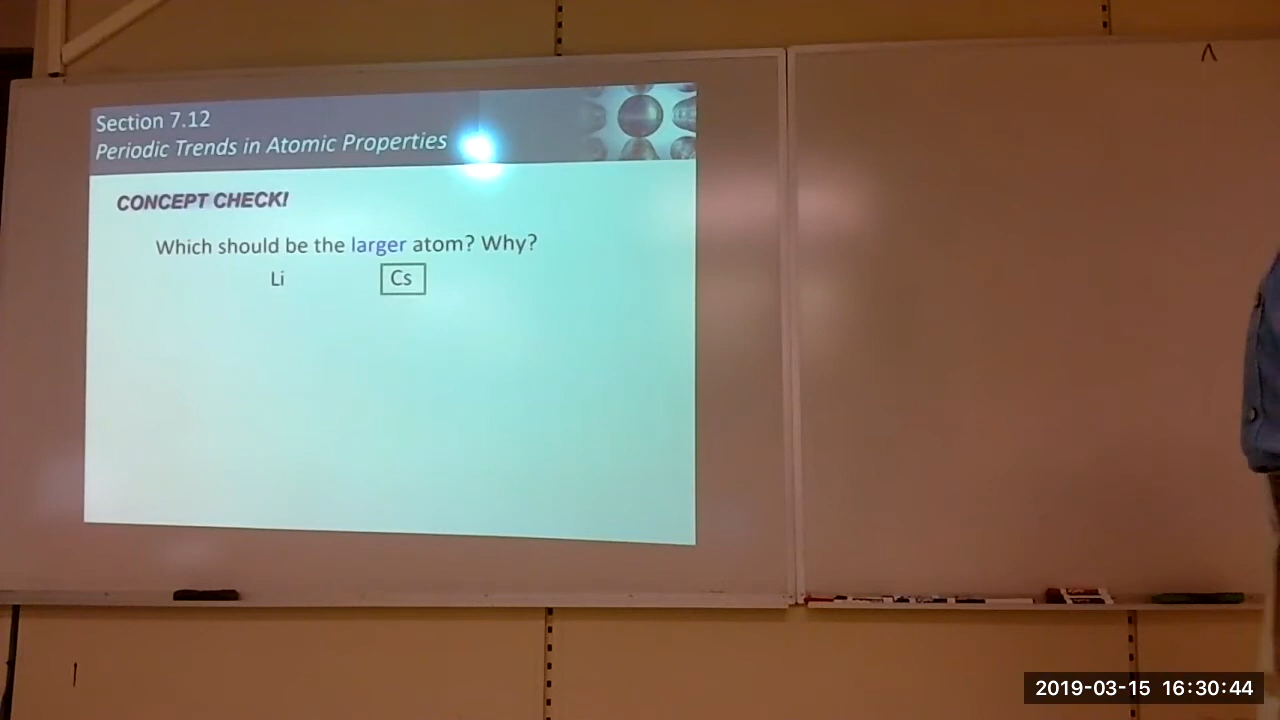 Section 7.12
Periodic Trends in Atomic Properties
CONCEPT CHECK!
Which should be the larger atom? Why?
Li Cs
2019-03-15 16:30:44